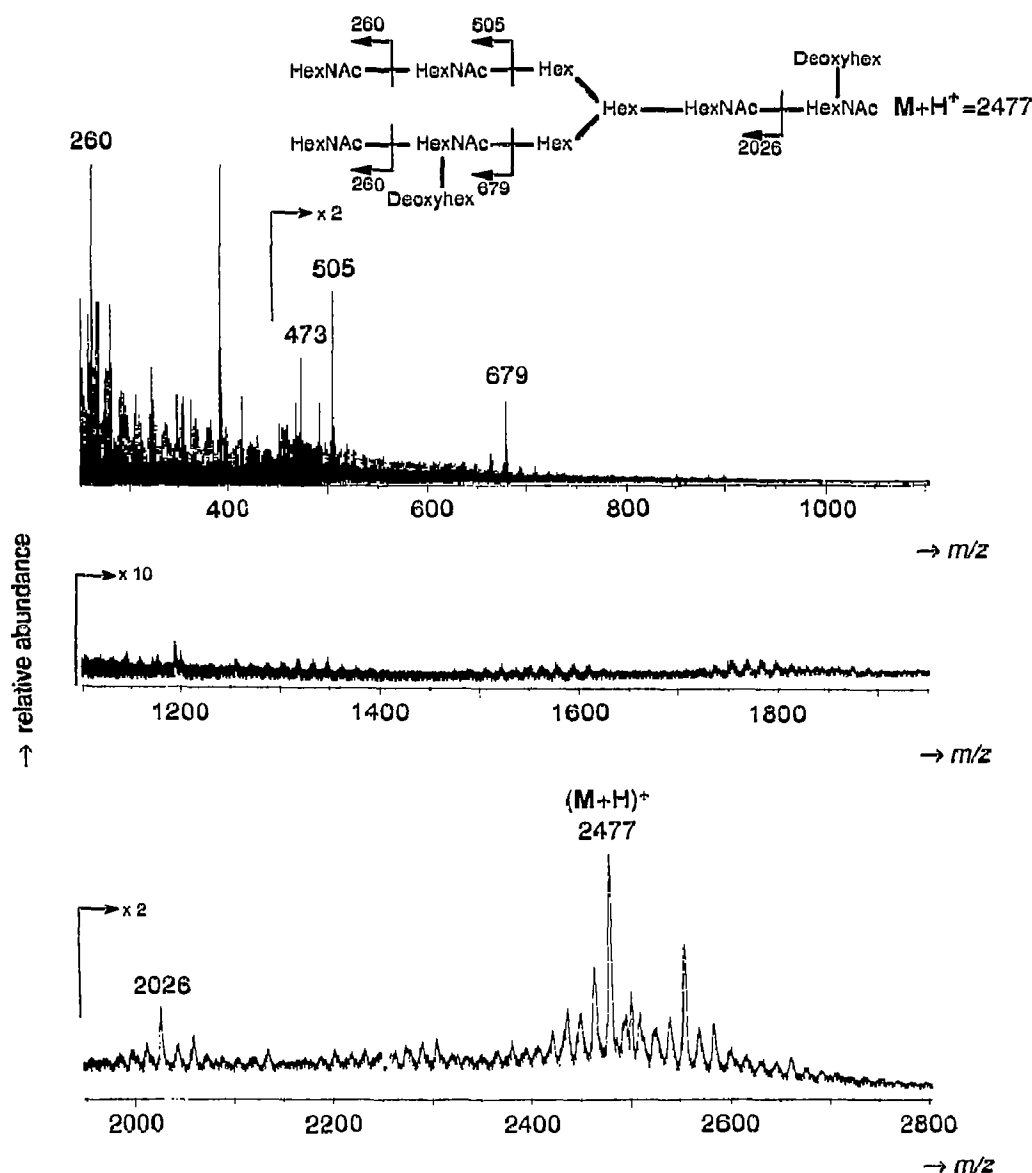 260 505
Deoxyhex
HexNAc HexNAc Hex
Hex HexNAc HexNAc M+H+ =2477
HexNAc HexNAc Hex
2026
260 Deoxyhex 679
260
→ x 2
505
473
679
400 600 800 1000
→ m/z
→ x 10
→ relative abundance
1200 1400 1600 1800
→ m/z
(M+H)+
2477
→ x 2
2026
2000 2200 2400 2600 2800
→ m/z